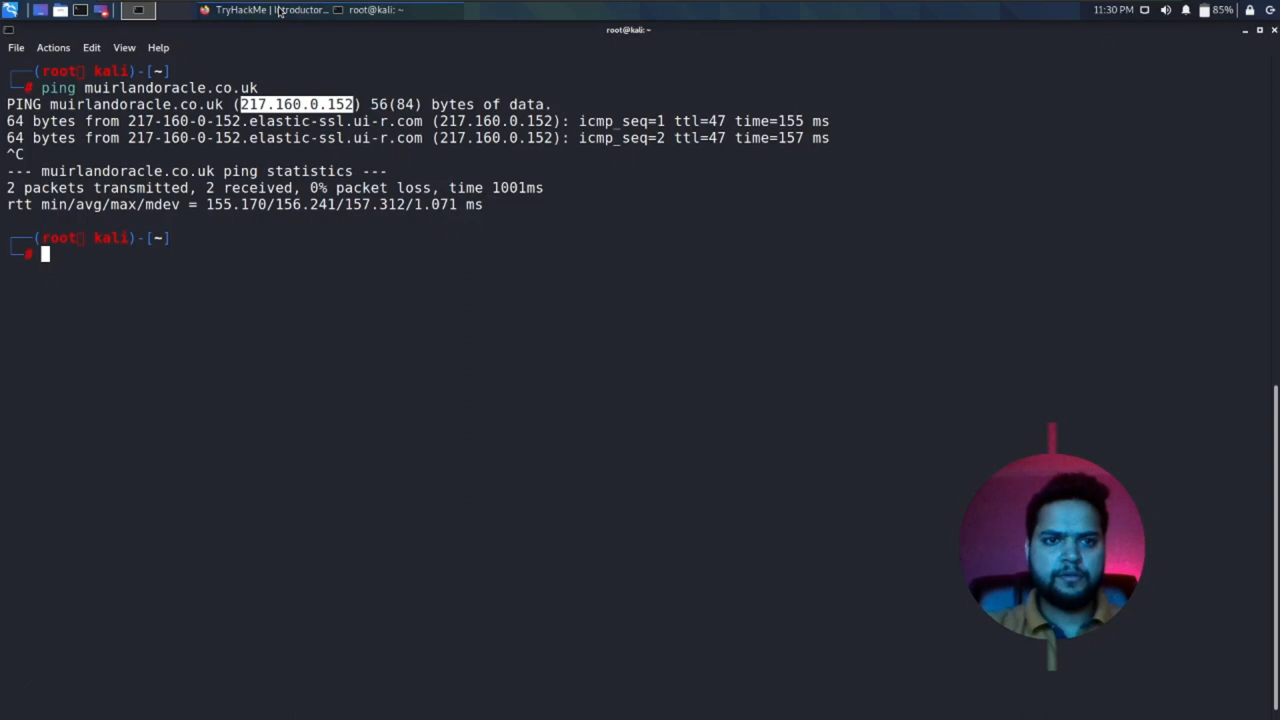 TryHackMe | Introductor...
root@kali: ~
11:30 PM
85%
root@kali: ~
File Actions Edit View Help
(root kali)-[~]
# ping muirlandoracle.co.uk
PING muirlandoracle.co.uk (217.160.0.152) 56(84) bytes of data.
64 bytes from 217-160-0-152.elastic-ssl.ui-r.com (217.160.0.152): icmp_seq=1 ttl=47 time=155 ms
64 bytes from 217-160-0-152.elastic-ssl.ui-r.com (217.160.0.152): icmp_seq=2 ttl=47 time=157 ms
^C
--- muirlandoracle.co.uk ping statistics ---
2 packets transmitted, 2 received, 0% packet loss, time 1001ms
rtt min/avg/max/mdev = 155.170/156.241/157.312/1.071 ms
(root kali)-[~]
#